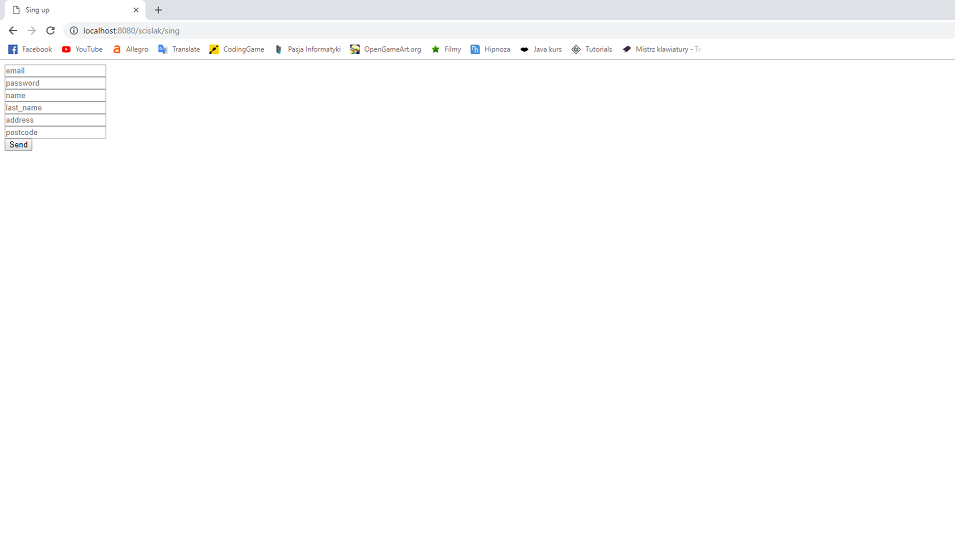 Sing up
localhost:8080/scislak/sing
Facebook YouTube Allegro Translate CodingGame Pasja Informatyki OpenGameArt.org Filmy Hipnoza Java kurs Tutorials Mistrz klawiatury - Te
email
password
name
last_name
address
postcode
Send